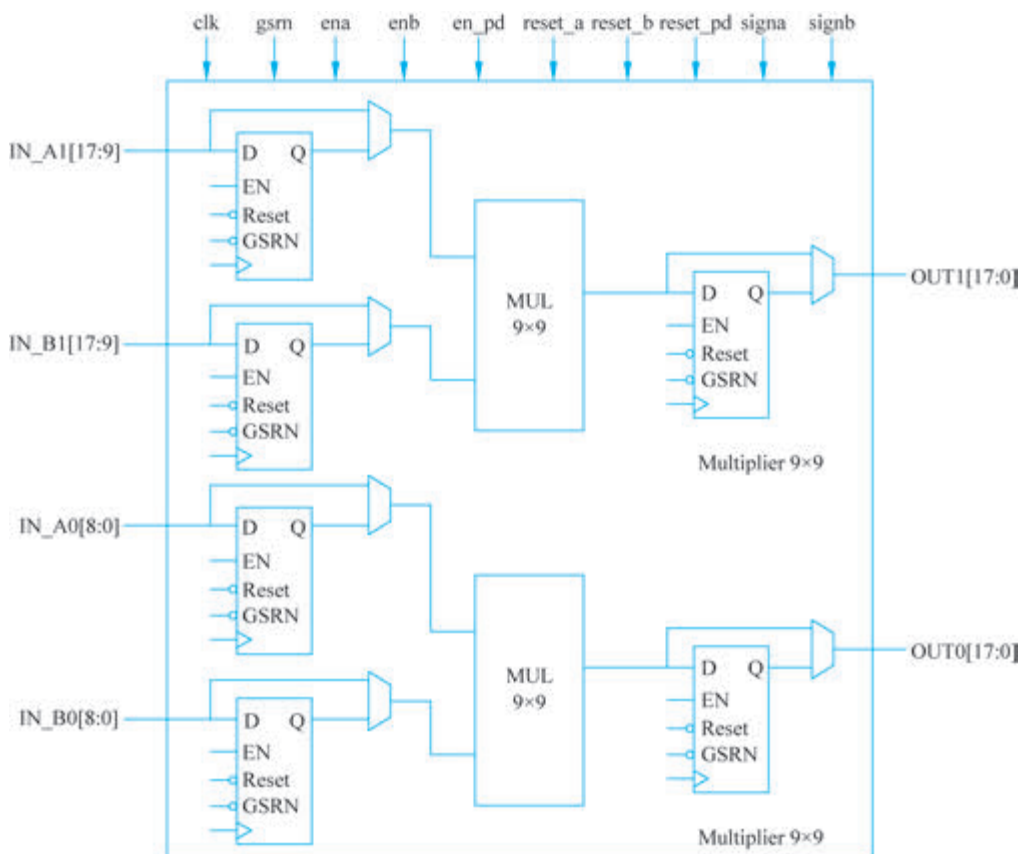 clk gsrn ena enb en_pd reset_a reset_b reset_pd signa signb
IN_A1[17:9]
D Q
EN
Reset
GSRN
IN_B1[17:9]
D Q
EN
Reset
GSRN
MUL
9×9
D Q
EN
Reset
GSRN
OUT1[17:0]
Multiplier 9×9
IN_A0[8:0]
D Q
EN
Reset
GSRN
IN_B0[8:0]
D Q
EN
Reset
GSRN
MUL
9×9
D Q
EN
Reset
GSRN
OUT0[17:0]
Multiplier 9×9